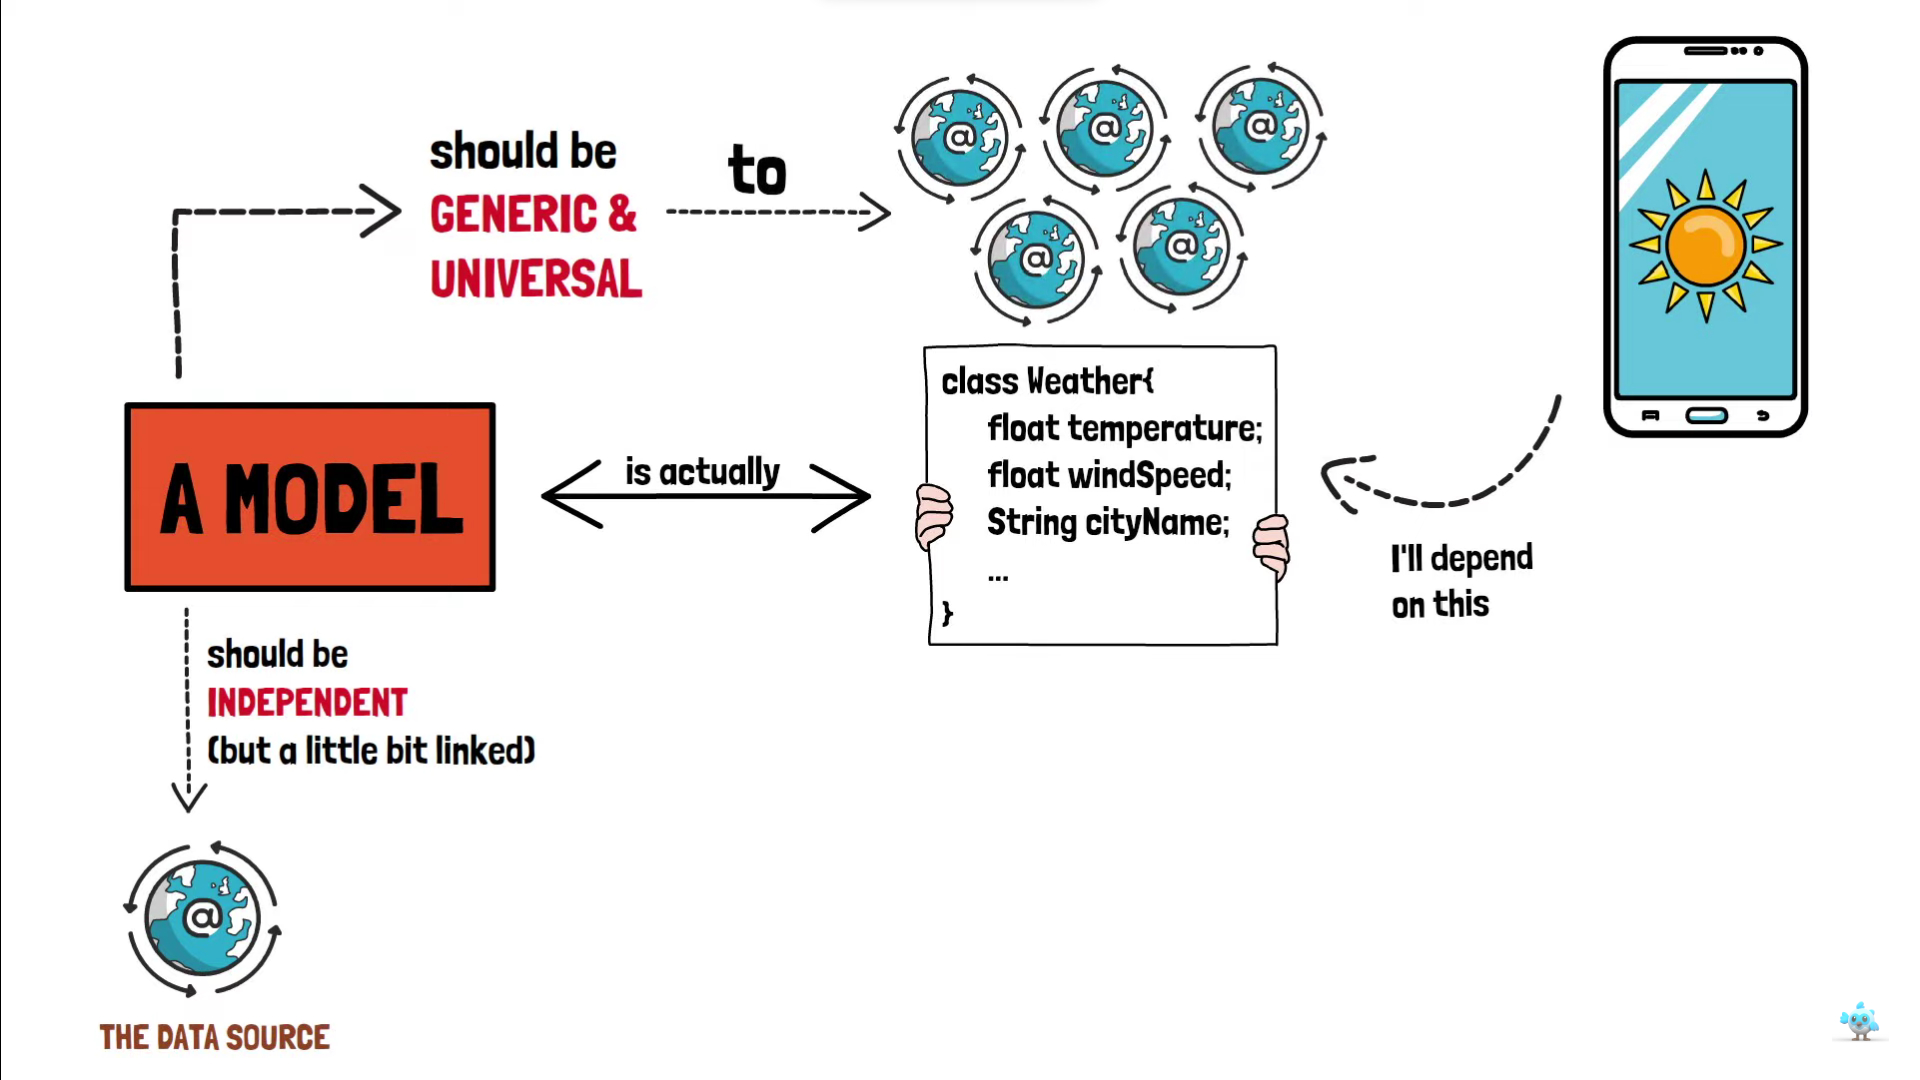 should be
GENERIC &
UNIVERSAL
to
@
@
@
@
@
A MODEL
is actually
class Weather{
float temperature;
float windSpeed;
String cityName;
...
}
I'll depend
on this
should be
INDEPENDENT
(but a little bit linked)
@
THE DATA SOURCE